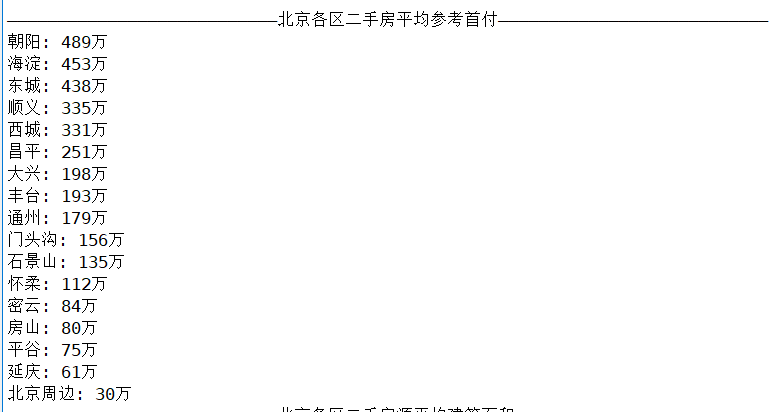 ————————————————北京各区二手房平均参考首付————————————————
朝阳: 489万
海淀: 453万
东城: 438万
顺义: 335万
西城: 331万
昌平: 251万
大兴: 198万
丰台: 193万
通州: 179万
门头沟: 156万
石景山: 135万
怀柔: 112万
密云: 84万
房山: 80万
平谷: 75万
延庆: 61万
北京周边: 30万